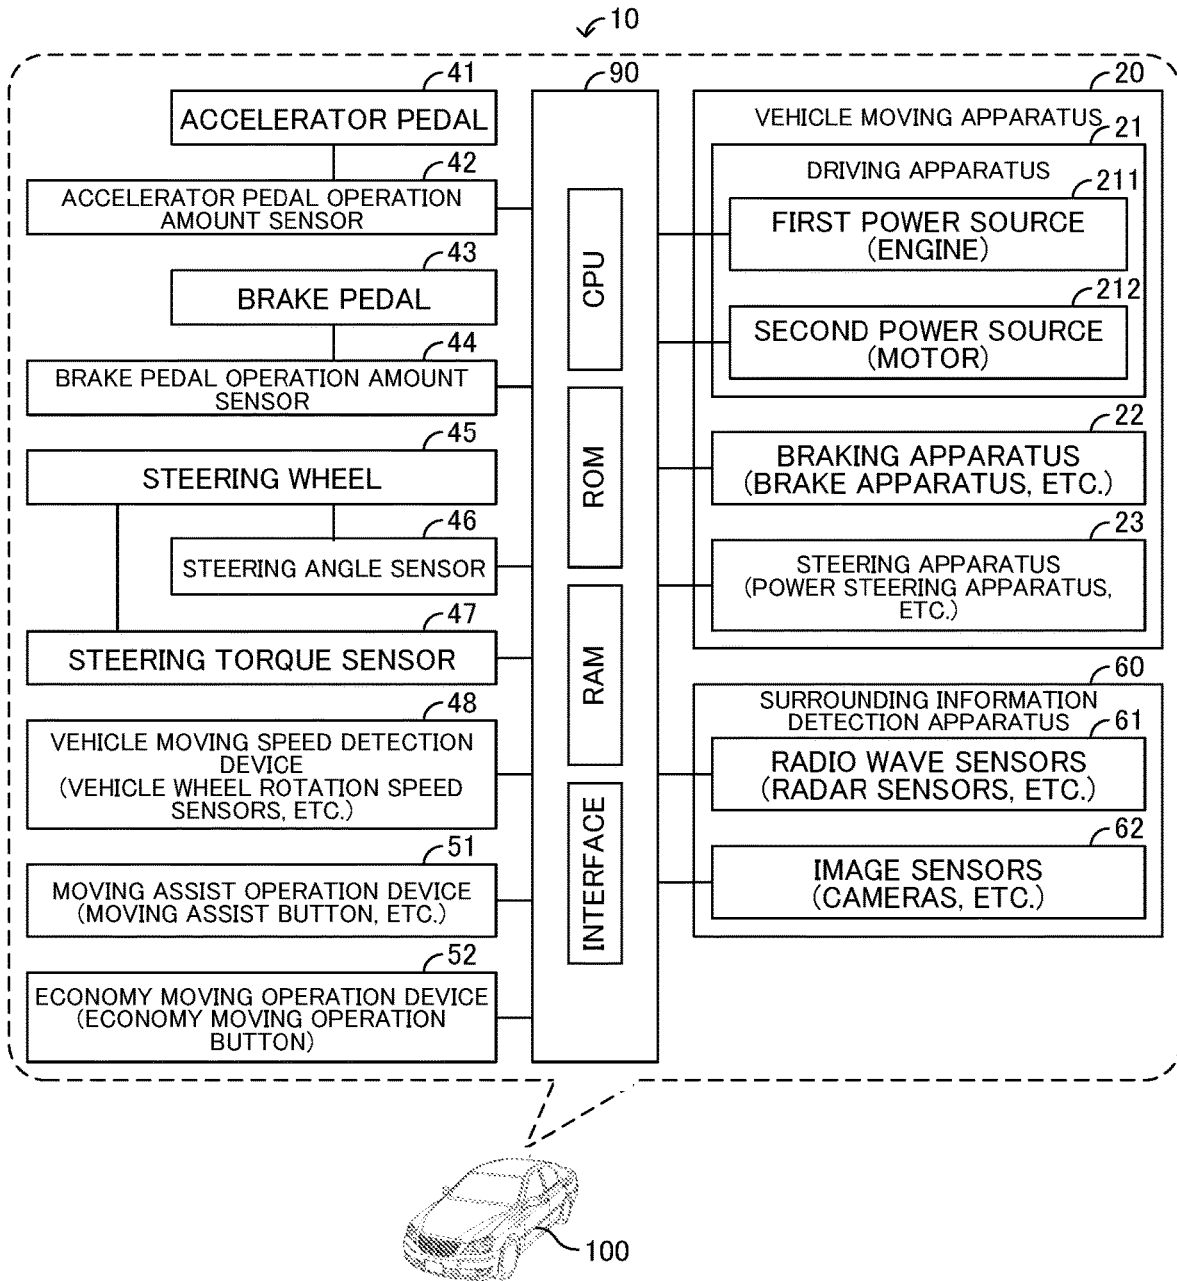 10
41
ACCELERATOR PEDAL
42
ACCELERATOR PEDAL OPERATION
AMOUNT SENSOR
43
BRAKE PEDAL
44
BRAKE PEDAL OPERATION AMOUNT
SENSOR
45
STEERING WHEEL
46
STEERING ANGLE SENSOR
47
STEERING TORQUE SENSOR
48
VEHICLE MOVING SPEED DETECTION
DEVICE
(VEHICLE WHEEL ROTATION SPEED
SENSORS, ETC.)
51
MOVING ASSIST OPERATION DEVICE
(MOVING ASSIST BUTTON, ETC.)
52
ECONOMY MOVING OPERATION DEVICE
(ECONOMY MOVING OPERATION
BUTTON)
90
CPU
ROM
RAM
INTERFACE
20
VEHICLE MOVING APPARATUS
21
DRIVING APPARATUS
211
FIRST POWER SOURCE
(ENGINE)
212
SECOND POWER SOURCE
(MOTOR)
22
BRAKING APPARATUS
(BRAKE APPARATUS, ETC.)
23
STEERING APPARATUS
(POWER STEERING APPARATUS,
ETC.)
60
SURROUNDING INFORMATION
DETECTION APPARATUS
61
RADIO WAVE SENSORS
(RADAR SENSORS, ETC.)
62
IMAGE SENSORS
(CAMERAS, ETC.)
100